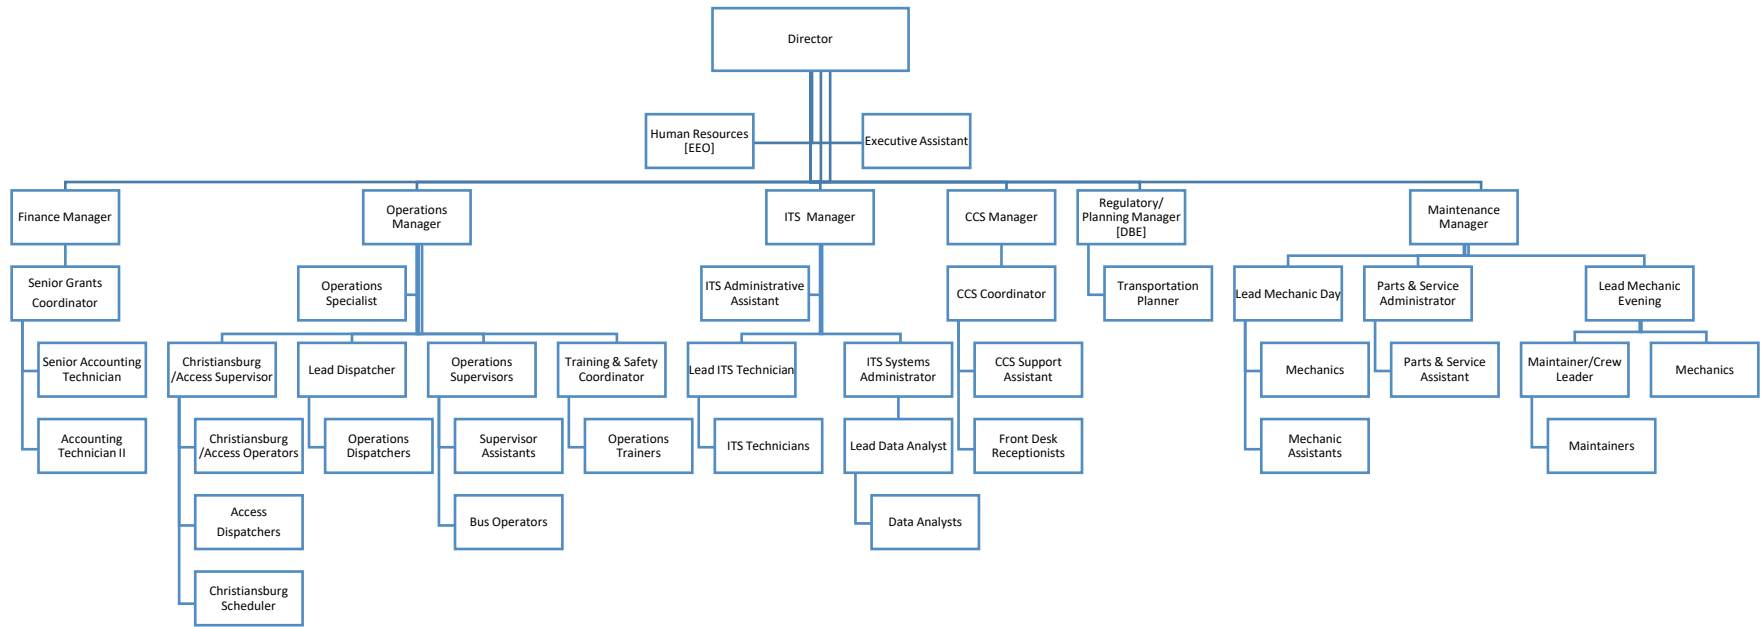 Director
Human Resources
[EEO]
Executive Assistant
Finance Manager
Operations
Manager
ITS Manager
CCS Manager
Regulatory/
Planning Manager
[DBE]
Maintenance
Manager
Senior Grants
Coordinator
Operations
Specialist
ITS Administrative
Assistant
CCS Coordinator
Transportation
Planner
Lead Mechanic Day
Parts & Service
Administrator
Lead Mechanic
Evening
Senior Accounting
Technician
Christiansburg
/Access Supervisor
Lead Dispatcher
Operations
Supervisors
Training & Safety
Coordinator
Lead ITS Technician
ITS Systems
Administrator
CCS Support
Assistant
Mechanics
Parts & Service
Assistant
Maintainer/Crew
Leader
Mechanics
Accounting
Technician II
Christiansburg
/Access Operators
Operations
Dispatchers
Supervisor
Assistants
Operations
Trainers
ITS Technicians
Lead Data Analyst
Front Desk
Receptionists
Mechanic
Assistants
Maintainers
Access
Dispatchers
Bus Operators
Data Analysts
Christiansburg
Scheduler